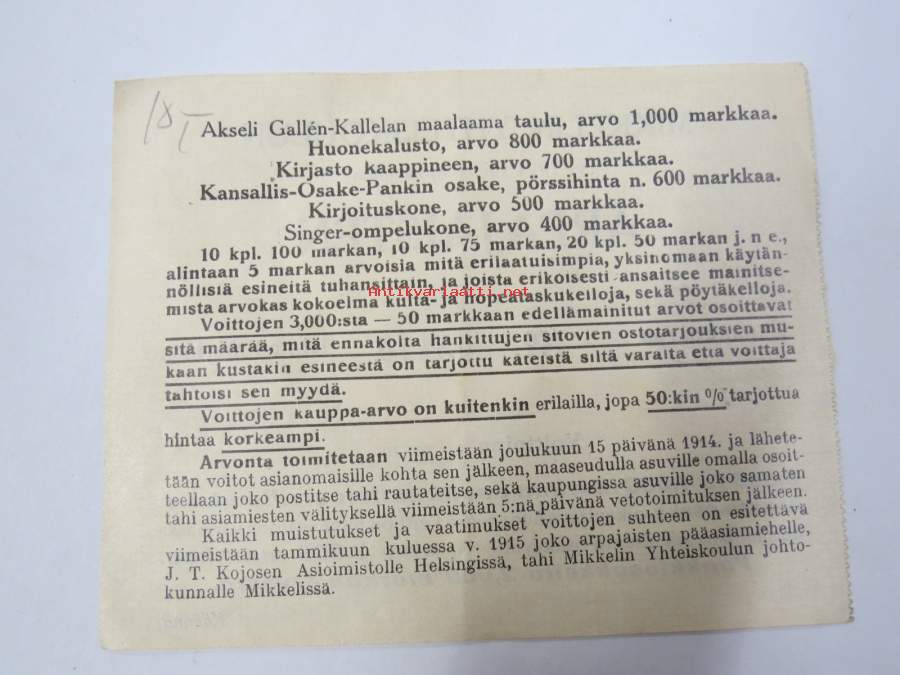 Akseli Gallén-Kallelan maalaama taulu, arvo 1,000 markkaa.
Huonekalusto, arvo 800 markkaa.
Kirjasto kaappineen, arvo 700 markkaa.
Kansallis-Osake-Pankin osake, pörssihinta n. 600 markkaa.
Kirjoituskone, arvo 500 markkaa.
Singer-ompelukone, arvo 400 markkaa.
10 kpl. 100 markan, 10 kpl. 75 markan, 20 kpl. 50 markan j. n e.,
alintaan 5 markan arvoisia mitä erilaatuisimpia, yksinomaan käytän-
nöllisiä esineitä tuhansittain, ja joista erikoisesti ansaitsee mainitse-
mista arvokas kokoelma kulta- ja hopeataskukelloja, sekä pöytäkelloja.
Antikvariaatti.net
Voittojen 3,000:sta — 50 markkaan edellämainitut arvot osoittavat
sitä määrää, mitä ennakolta hankittujen sitovien ostotarjouksien mu-
kaan kustakin esineestä on tarjottu käteistä siltä varalta että voittaja
tahtoisi sen myydä.
Voittojen kauppa-arvo on kuitenkin erilailla, jopa 50:kin % tarjottua
hintaa korkeampi.
Arvonta toimitetaan viimeistään joulukuun 15 päivänä 1914. ja lähete-
tään voitot asianomaisille kohta sen jälkeen, maaseudulla asuville omalla osoit-
teellaan joko postitse tahi rautateitse, sekä kaupungissa asuville joko samaten
tahi asiamiesten välityksellä viimeistään 5:nä päivänä vetotoimituksen jälkeen.
Kaikki muistutukset ja vaatimukset voittojen suhteen on esitettävä
viimeistään tammikuun kuluessa v. 1915 joko arpajaisten pääasiamiehelle,
J. T. Kojosen Asioimistolle Helsingissä, tahi Mikkelin Yhteiskoulun johto-
kunnalle Mikkelissä.